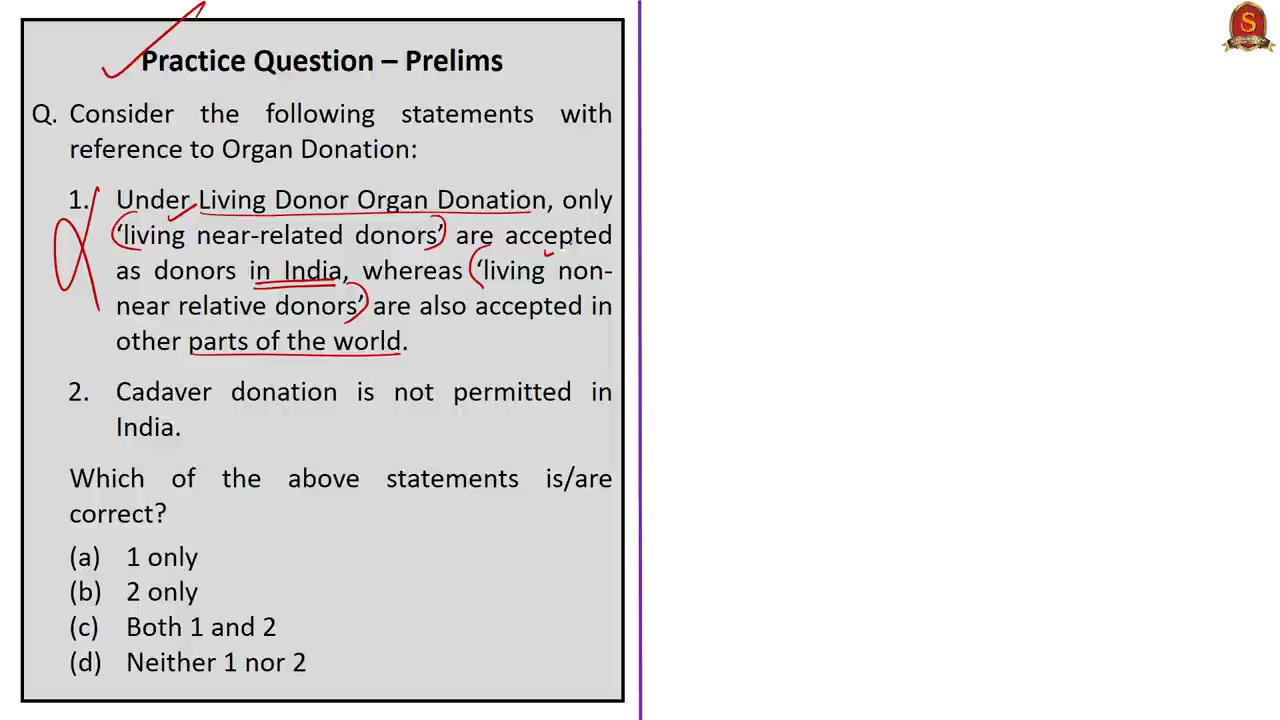 Practice Question – Prelims
Q. Consider the following statements with
reference to Organ Donation:
1. Under Living Donor Organ Donation, only
‘living near-related donors’ are accepted
as donors in India, whereas ‘living non-
near relative donors’ are also accepted in
other parts of the world.
2. Cadaver donation is not permitted in
India.
Which of the above statements is/are
correct?
(a) 1 only
(b) 2 only
(c) Both 1 and 2
(d) Neither 1 nor 2
S